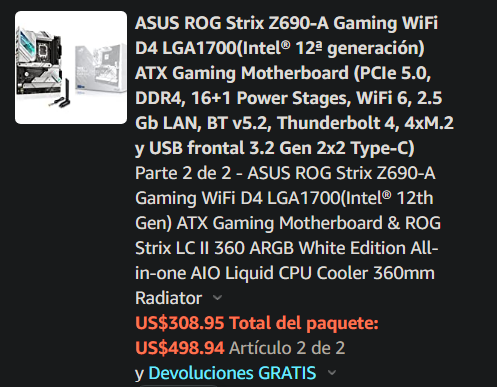 ASUS ROG Strix Z690-A Gaming WiFi
D4 LGA1700(Intel® 12ª generación)
ATX Gaming Motherboard (PCIe 5.0,
DDR4, 16+1 Power Stages, WiFi 6, 2.5
Gb LAN, BT v5.2, Thunderbolt 4, 4xM.2
y USB frontal 3.2 Gen 2x2 Type-C)
Parte 2 de 2 - ASUS ROG Strix Z690-A
Gaming WiFi D4 LGA1700(Intel® 12th
Gen) ATX Gaming Motherboard & ROG
Strix LC II 360 ARGB White Edition All-
in-one AIO Liquid CPU Cooler 360mm
Radiator
US$308.95 Total del paquete:
US$498.94 Artículo 2 de 2
y Devoluciones GRATIS